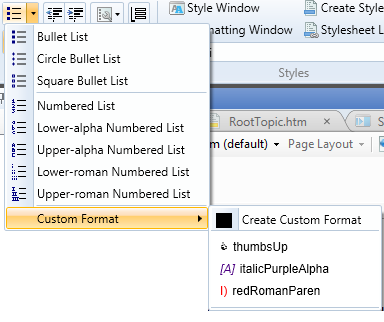 Style Window
Create Style
rmatting Window
Stylesheet L
Styles
Bullet List
Circle Bullet List
Square Bullet List
Numbered List
Lower-alpha Numbered List
Upper-alpha Numbered List
Lower-roman Numbered List
Upper-roman Numbered List
Custom Format
RootTopic.htm
S
m (default)
Page Layout
Create Custom Format
thumbsUp
[A] italicPurpleAlpha
I) redRomanParen